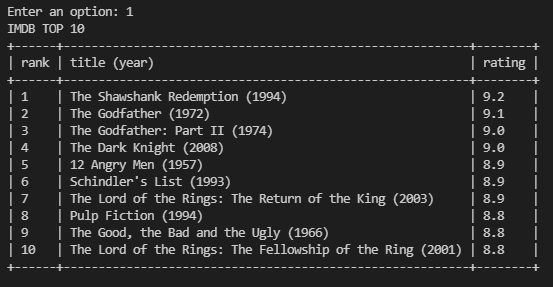 Enter an option: 1
IMDB TOP 10
+------+----------------------------------------------------+--------+
| rank | title (year)                                       | rating |
+------+----------------------------------------------------+--------+
| 1    | The Shawshank Redemption (1994)                    | 9.2    |
| 2    | The Godfather (1972)                               | 9.1    |
| 3    | The Godfather: Part II (1974)                      | 9.0    |
| 4    | The Dark Knight (2008)                             | 9.0    |
| 5    | 12 Angry Men (1957)                                | 8.9    |
| 6    | Schindler's List (1993)                            | 8.9    |
| 7    | The Lord of the Rings: The Return of the King (2003) | 8.9    |
| 8    | Pulp Fiction (1994)                                | 8.8    |
| 9    | The Good, the Bad and the Ugly (1966)              | 8.8    |
| 10   | The Lord of the Rings: The Fellowship of the Ring (2001) | 8.8    |
+------+----------------------------------------------------+--------+